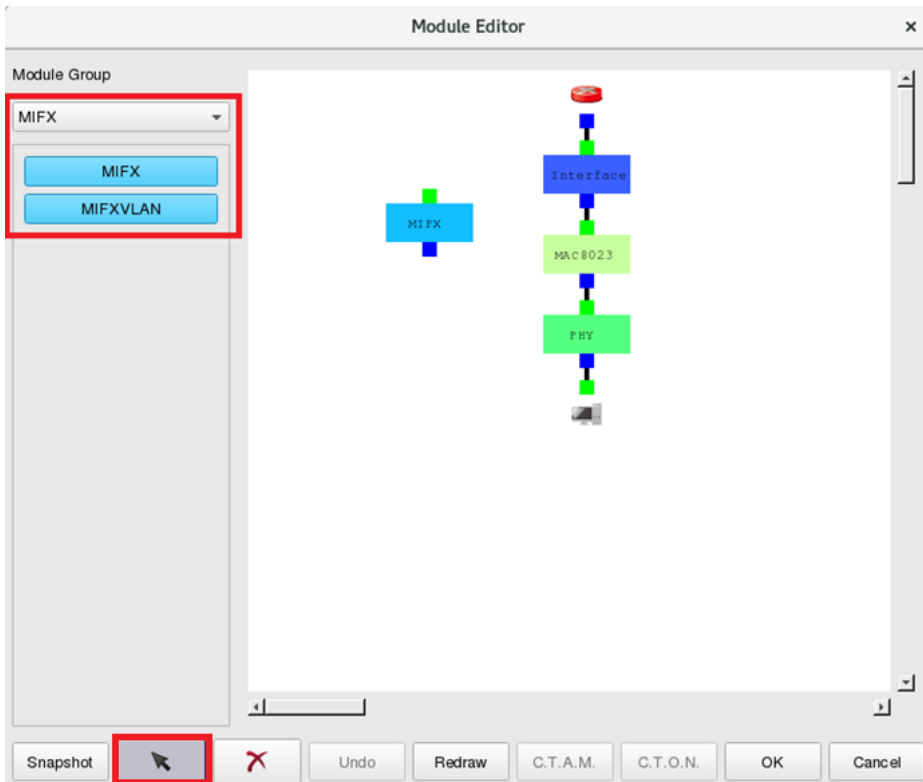 Module Editor
Module Group
MIFX
MIFX
MIFXVLAN
MIFX
Interface
MAC8023
PHY
Snapshot
Undo
Redraw
C.T.A.M.
C.T.O.N.
OK
Cancel